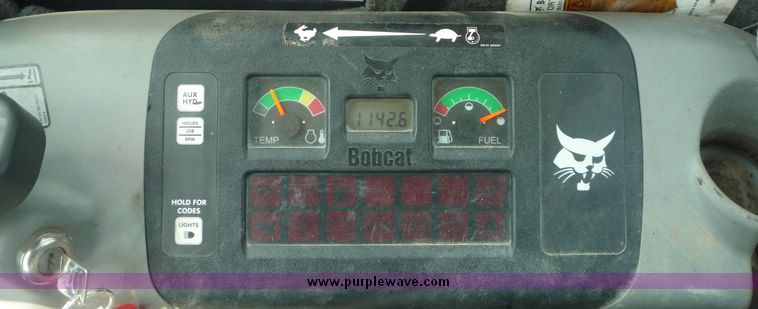 AUX
HYD
HOURS
JOB
RPM
HOLD FOR
CODES
LIGHTS
TEMP
1142.6
FUEL
Bobcat
www.purplewave.com